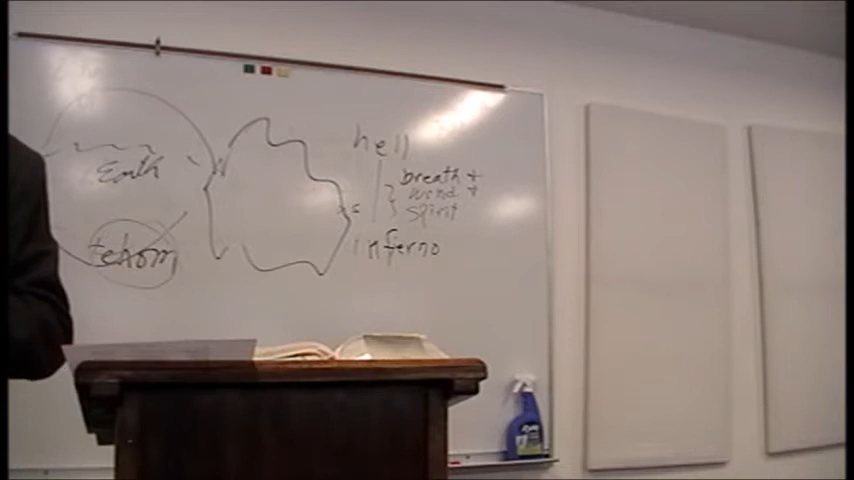 hell
Earth
breath +
wind +
spirit
tehom
inferno